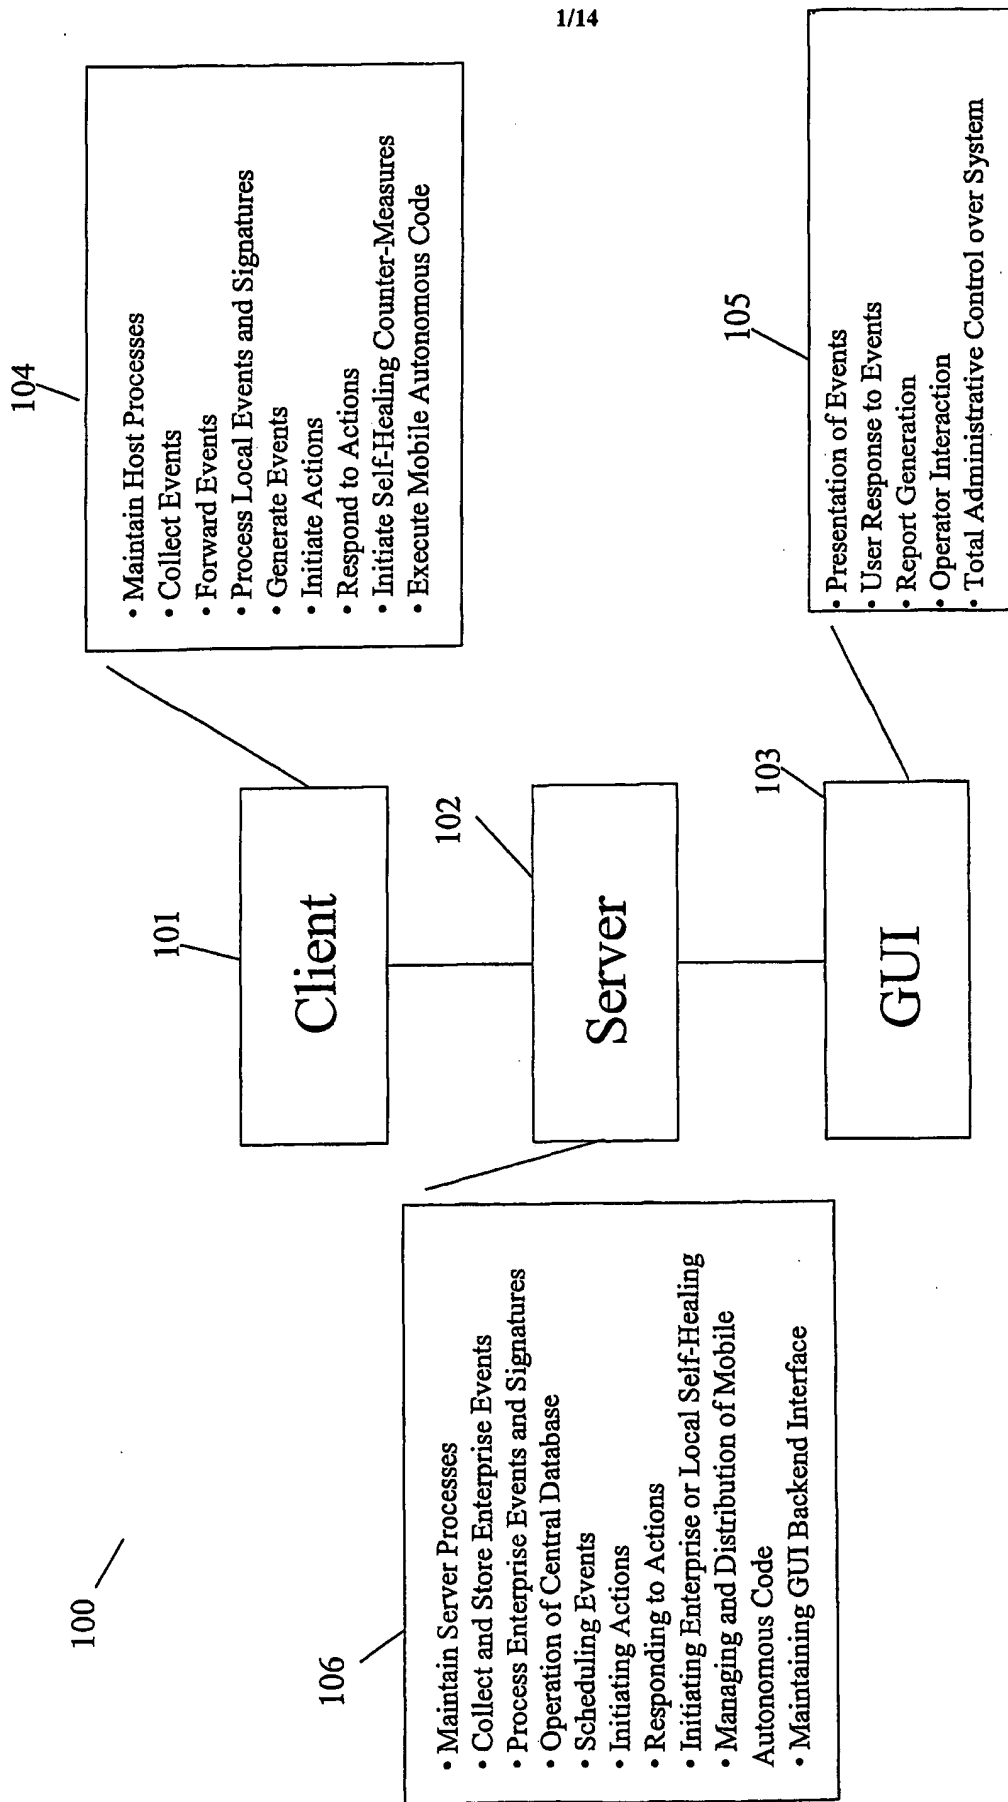 1/14
100
101
Client
102
Server
103
GUI
104
• Maintain Host Processes
• Collect Events
• Forward Events
• Process Local Events and Signatures
• Generate Events
• Initiate Actions
• Respond to Actions
• Initiate Self-Healing Counter-Measures
• Execute Mobile Autonomous Code
105
• Presentation of Events
• User Response to Events
• Report Generation
• Operator Interaction
• Total Administrative Control over System
106
• Maintain Server Processes
• Collect and Store Enterprise Events
• Process Enterprise Events and Signatures
• Operation of Central Database
• Scheduling Events
• Initiating Actions
• Responding to Actions
• Initiating Enterprise or Local Self-Healing
• Managing and Distribution of Mobile
Autonomous Code
• Maintaining GUI Backend Interface